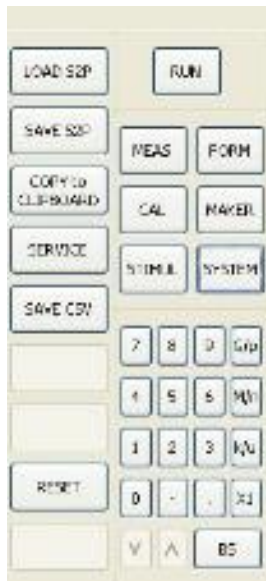 LOAD S2P
SAVE S2P
COPY to
CLIPBOARD
SERVICE
SAVE CSV
RESET
RUN
MEAS FORM
CAL MAKER
STIMUL SYSTEM
7 8 9 G/p
4 5 6 M/n
1 2 3 k/u
0 - . X1
BS